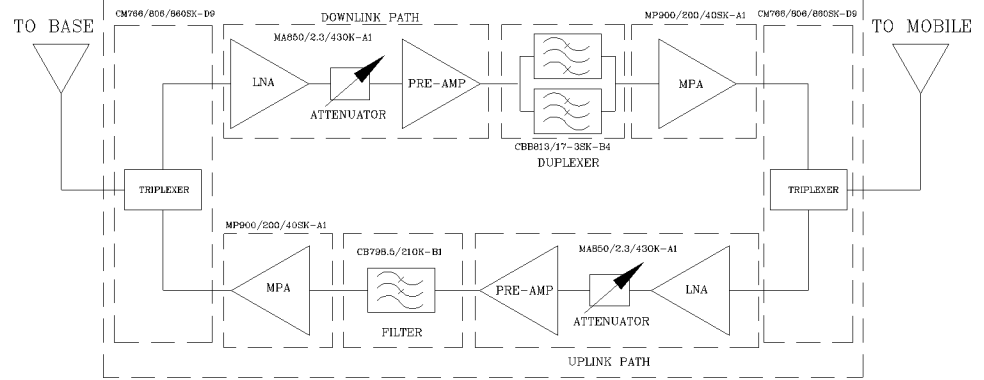 CM766/806/860SK-D9
DOWNLINK PATH
MP900/200/40SK-A1
CM766/806/860SK-D9
TO BASE
TO MOBILE
MA850/2.3/430K-A1
LNA
ATTENUATOR
PRE-AMP
MPA
CBB813/17-3SK-B4
DUPLEXER
TRIPLEXER
TRIPLEXER
MP900/200/40SK-A1
CB798.5/210K-B1
MA850/2.3/430K-A1
MPA
PRE-AMP
LNA
ATTENUATOR
FILTER
UPLINK PATH